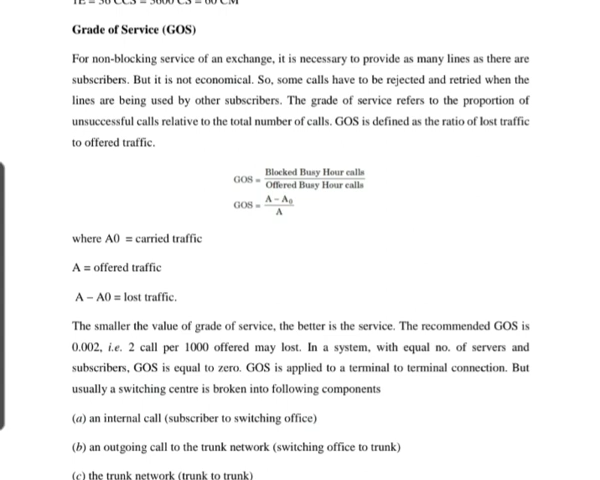 1E = 36 CCS = 3600 CS = 60 CM
Grade of Service (GOS)
For non-blocking service of an exchange, it is necessary to provide as many lines as there are
subscribers. But it is not economical. So, some calls have to be rejected and retried when the
lines are being used by other subscribers. The grade of service refers to the proportion of
unsuccessful calls relative to the total number of calls. GOS is defined as the ratio of lost traffic
to offered traffic.
GOS = Blocked Busy Hour calls / Offered Busy Hour calls
GOS = A – A0 / A
where A0 = carried traffic
A = offered traffic
A – A0 = lost traffic.
The smaller the value of grade of service, the better is the service. The recommended GOS is
0.002, i.e. 2 call per 1000 offered may lost. In a system, with equal no. of servers and
subscribers, GOS is equal to zero. GOS is applied to a terminal to terminal connection. But
usually a switching centre is broken into following components
(a) an internal call (subscriber to switching office)
(b) an outgoing call to the trunk network (switching office to trunk)
(c) the trunk network (trunk to trunk)